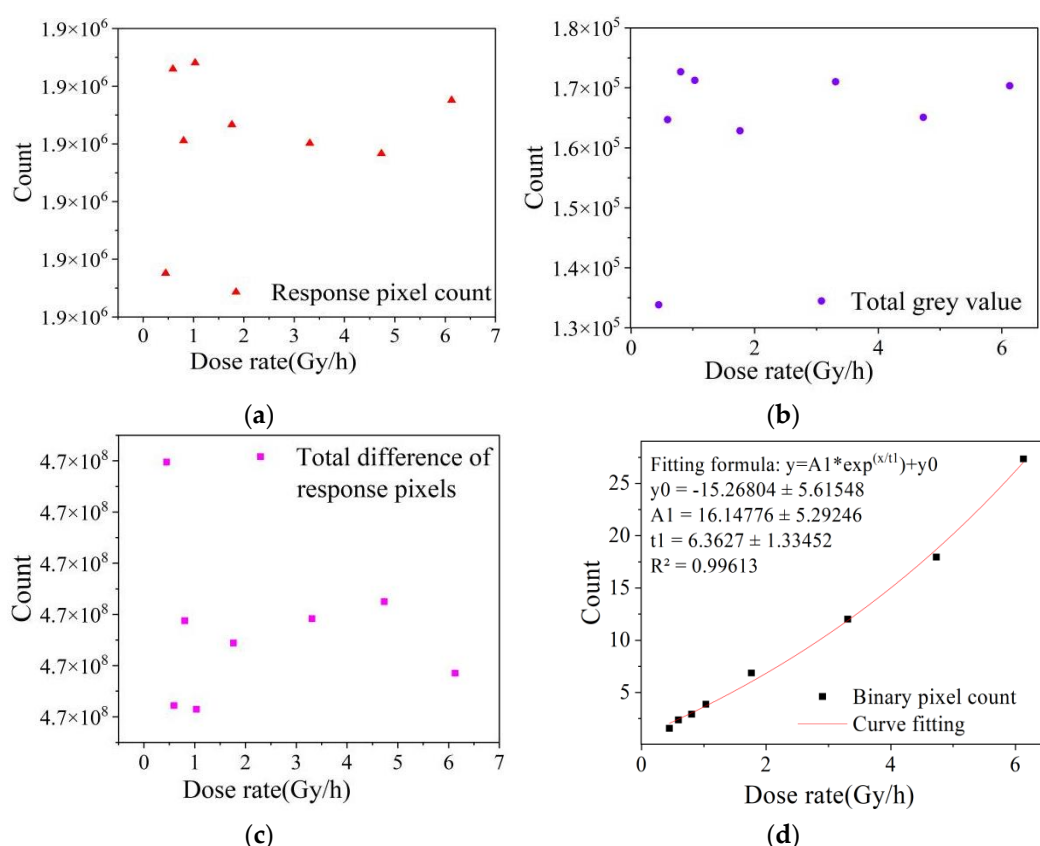 1.9×10⁶
1.9×10⁶
1.9×10⁶
1.9×10⁶
1.9×10⁶
1.9×10⁶
Count
Response pixel count
0 1 2 3 4 5 6 7
Dose rate(Gy/h)
(a)
1.8×10⁵
1.7×10⁵
1.6×10⁵
1.5×10⁵
1.4×10⁵
1.3×10⁵
Count
Total grey value
0 2 4 6
Dose rate(Gy/h)
(b)
4.7×10⁸
4.7×10⁸
4.7×10⁸
4.7×10⁸
4.7×10⁸
4.7×10⁸
Count
Total difference of
response pixels
0 1 2 3 4 5 6 7
Dose rate(Gy/h)
(c)
25
20
15
10
5
Count
Fitting formula: y=A1*exp^(x/t1)+y0
y0 = -15.26804 ± 5.61548
A1 = 16.14776 ± 5.29246
t1 = 6.3627 ± 1.33452
R² = 0.99613
Binary pixel count
Curve fitting
0 2 4 6
Dose rate(Gy/h)
(d)